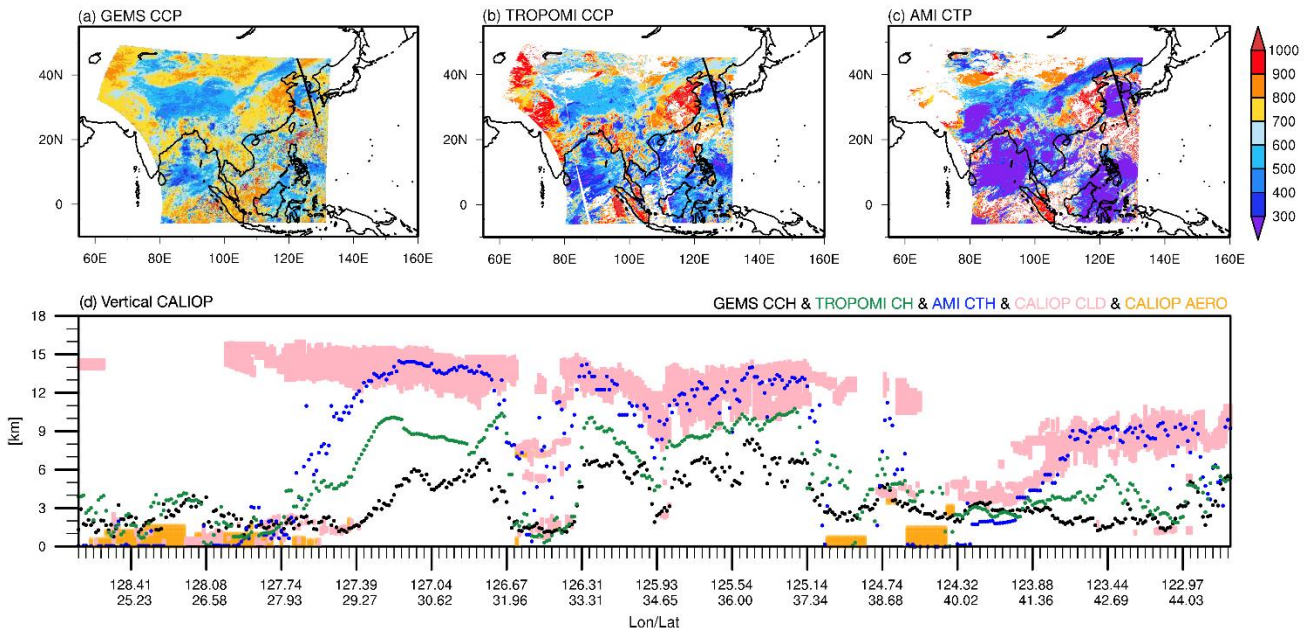 (a) GEMS CCP
(b) TROPOMI CCP
(c) AMI CTP
40N
20N
0
60E 80E 100E 120E 140E 160E
60E 80E 100E 120E 140E 160E
60E 80E 100E 120E 140E 160E
1000
900
800
700
600
500
400
300
(d) Vertical CALIOP
GEMS CCH & TROPOMI CH & AMI CTH & CALIOP CLD & CALIOP AERO
18
15
12
9
6
3
0
[km]
128.41 128.08 127.74 127.39 127.04 126.67 126.31 125.93 125.54 125.14 124.74 124.32 123.88 123.44 122.97
25.23 26.58 27.93 29.27 30.62 31.96 33.31 34.65 36.00 37.34 38.68 40.02 41.36 42.69 44.03
Lon/Lat